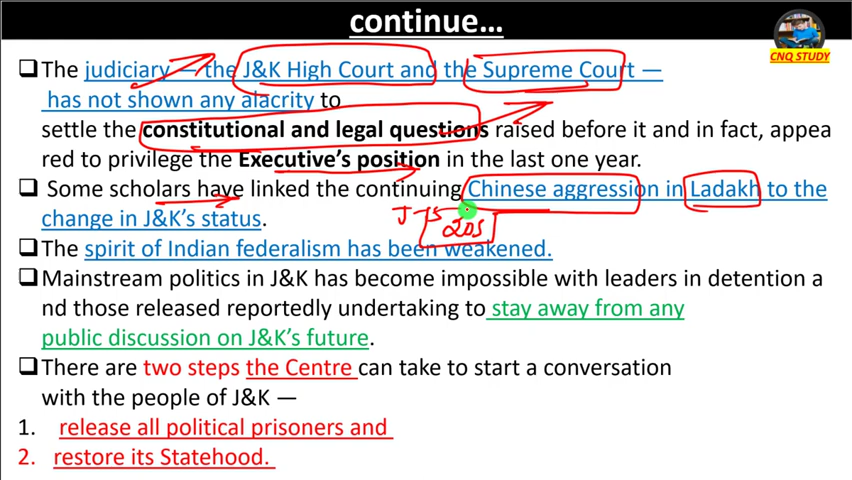 continue…
CNQ STUDY
❑The judiciary — the J&K High Court and the Supreme Court —
has not shown any alacrity to
settle the constitutional and legal questions raised before it and in fact, appea
red to privilege the Executive's position in the last one year.
❑ Some scholars have linked the continuing Chinese aggression in Ladakh to the
change in J&K's status.
❑The spirit of Indian federalism has been weakened.
❑Mainstream politics in J&K has become impossible with leaders in detention a
nd those released reportedly undertaking to stay away from any
public discussion on J&K's future.
❑There are two steps the Centre can take to start a conversation
with the people of J&K —
1. release all political prisoners and
2. restore its Statehood.